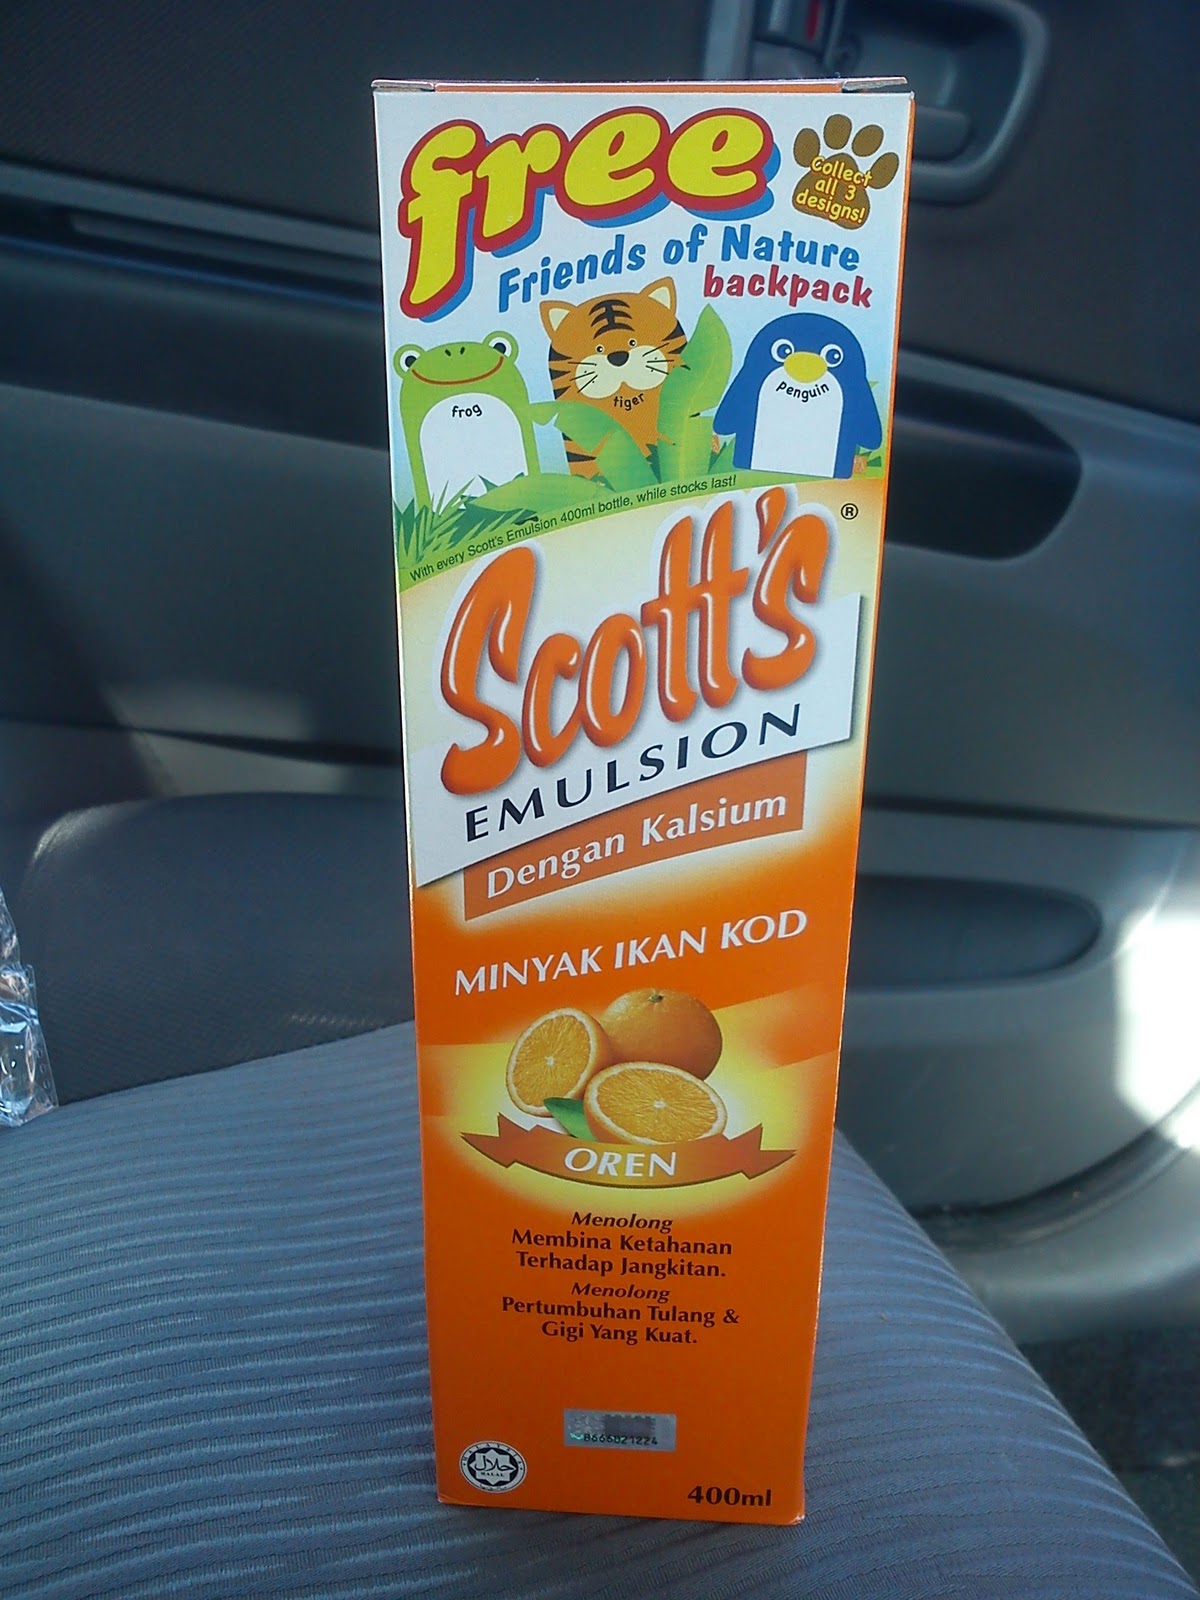 free
Collect
all 3
designs!
Friends of Nature
backpack
frog
tiger
penguin
With every Scott's Emulsion 400ml bottle, while stocks last!
Scott's®
EMULSION
Dengan Kalsium
MINYAK IKAN KOD
OREN
Menolong
Membina Ketahanan
Terhadap Jangkitan.
Menolong
Pertumbuhan Tulang &
Gigi Yang Kuat.
حلال
HALAL
400ml